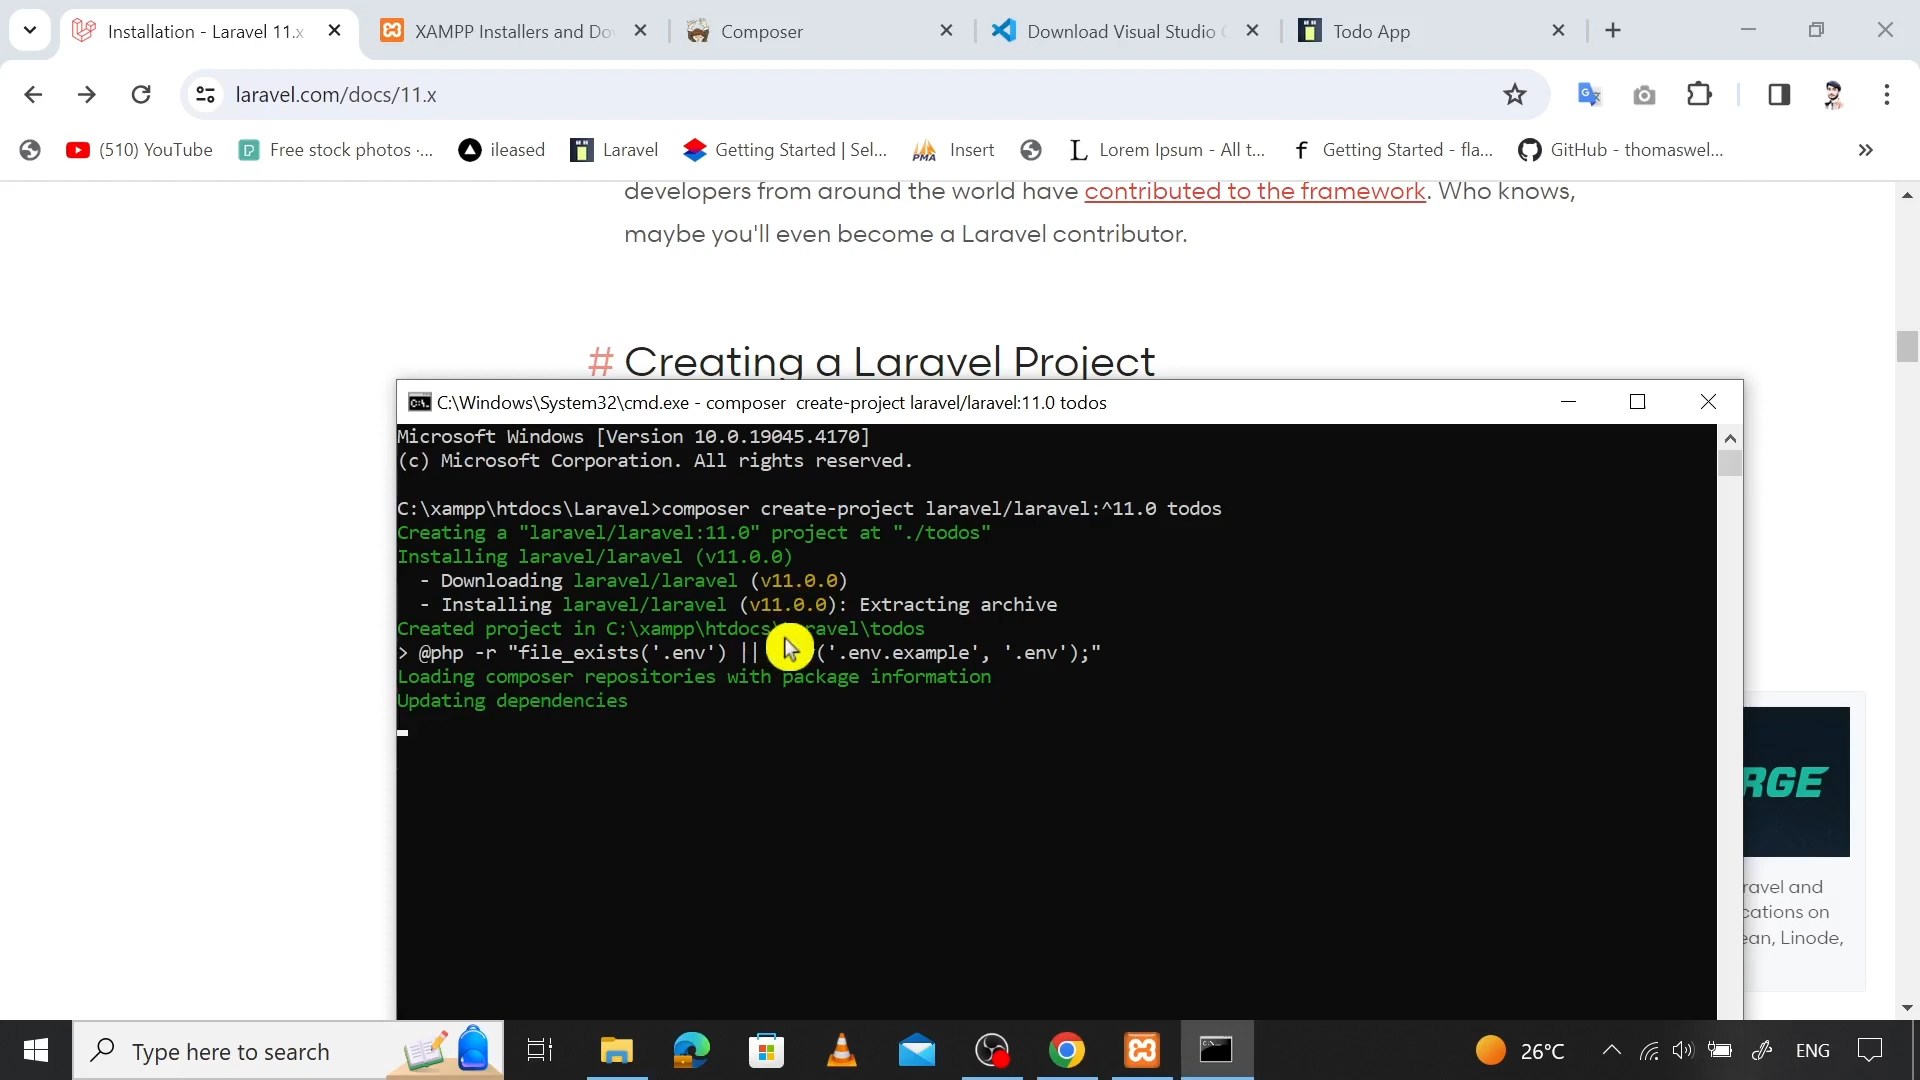 Installation - Laravel 11.x
XAMPP Installers and Do
Composer
Download Visual Studio
Todo App
laravel.com/docs/11.x
(510) YouTube
Free stock photos ·...
ileased
Laravel
Getting Started | Sel...
Insert
Lorem Ipsum - All t...
Getting Started - fla...
GitHub - thomaswel...
developers from around the world have contributed to the framework. Who knows,
maybe you'll even become a Laravel contributor.
# Creating a Laravel Project
C:\Windows\System32\cmd.exe - composer  create-project laravel/laravel:11.0 todos
Microsoft Windows [Version 10.0.19045.4170]
(c) Microsoft Corporation. All rights reserved.
C:\xampp\htdocs\Laravel>composer create-project laravel/laravel:^11.0 todos
Creating a "laravel/laravel:11.0" project at "./todos"
Installing laravel/laravel (v11.0.0)
- Downloading laravel/laravel (v11.0.0)
- Installing laravel/laravel (v11.0.0): Extracting archive
Created project in C:\xampp\htdocs\ ravel\todos
> @php -r "file_exists('.env') || ('.env.example', '.env');"
Loading composer repositories with package information
Updating dependencies
RGE
ravel and
cations on
ean, Linode,
Type here to search
26°C
ENG